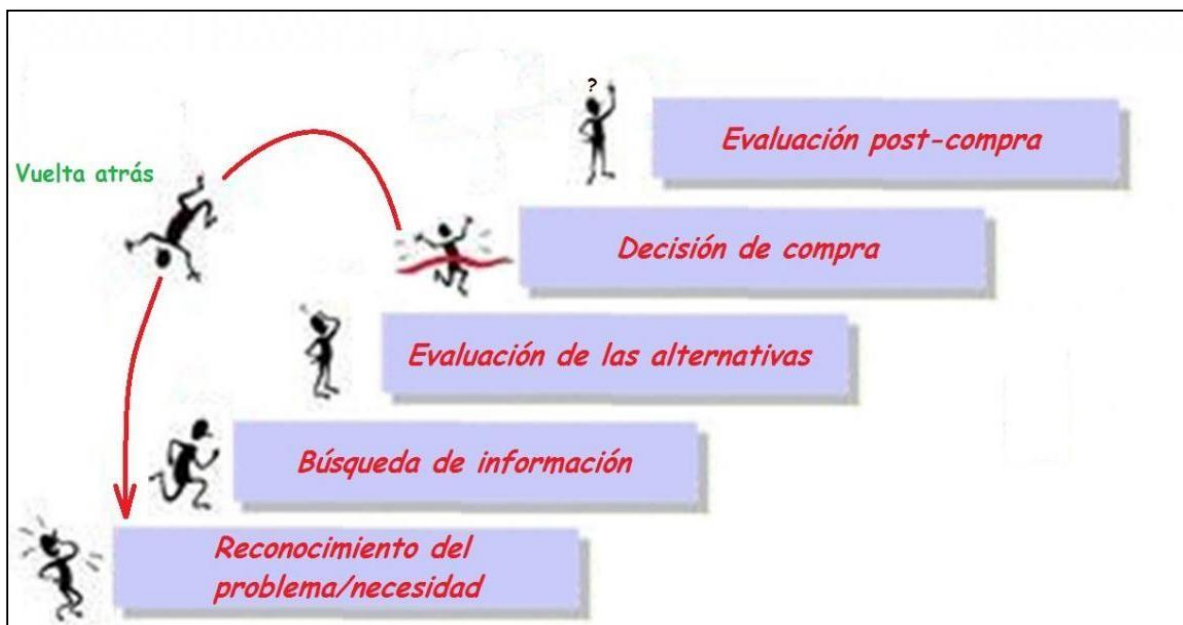 ?
Evaluación post-compra
Vuelta atrás
Decisión de compra
Evaluación de las alternativas
Búsqueda de información
Reconocimiento del
problema/necesidad